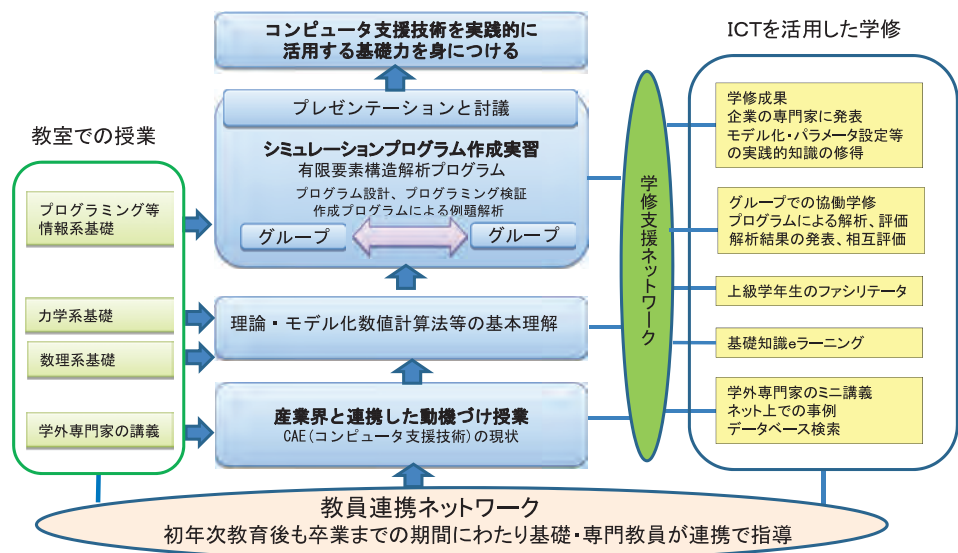 コンピュータ支援技術を実践的に
活用する基礎力を身につける
ICTを活用した学修
教室での授業
プレゼンテーションと討議
シミュレーションプログラム作成実習
有限要素構造解析プログラム
プログラム設計、プログラミング検証
作成プログラムによる例題解析
グループ
グループ
プログラミング等
情報系基礎
力学系基礎
数理系基礎
学外専門家の講義
理論・モデル化数値計算法等の基本理解
産業界と連携した動機づけ授業
CAE(コンピュータ支援技術)の現状
学修支援ネットワーク
学修成果
企業の専門家に発表
モデル化・パラメータ設定等
の実践的知識の修得
グループでの協働学修
プログラムによる解析、評価
解析結果の発表、相互評価
上級学年生のファシリテータ
基礎知識eラーニング
学外専門家のミニ講義
ネット上での事例
データベース検索
教員連携ネットワーク
初年次教育後も卒業までの期間にわたり基礎・専門教員が連携で指導